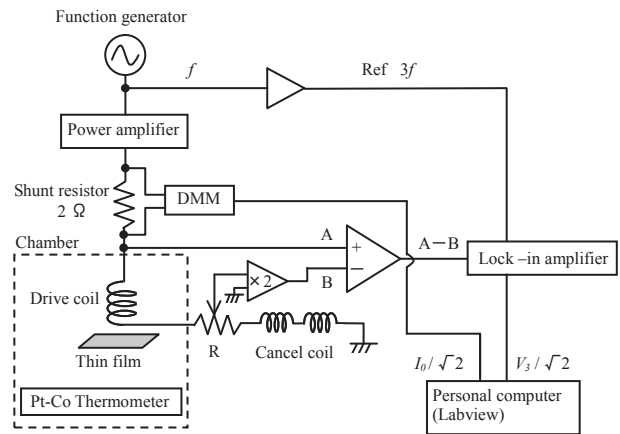 Function generator
f
Ref 3f
Power amplifier
Shunt resistor
2 Ω
DMM
Chamber
A
+
A−B
Lock –in amplifier
×2
−
B
Drive coil
R
Cancel coil
Thin film
I0/√2
V3/√2
Pt-Co Thermometer
Personal computer
(Labview)